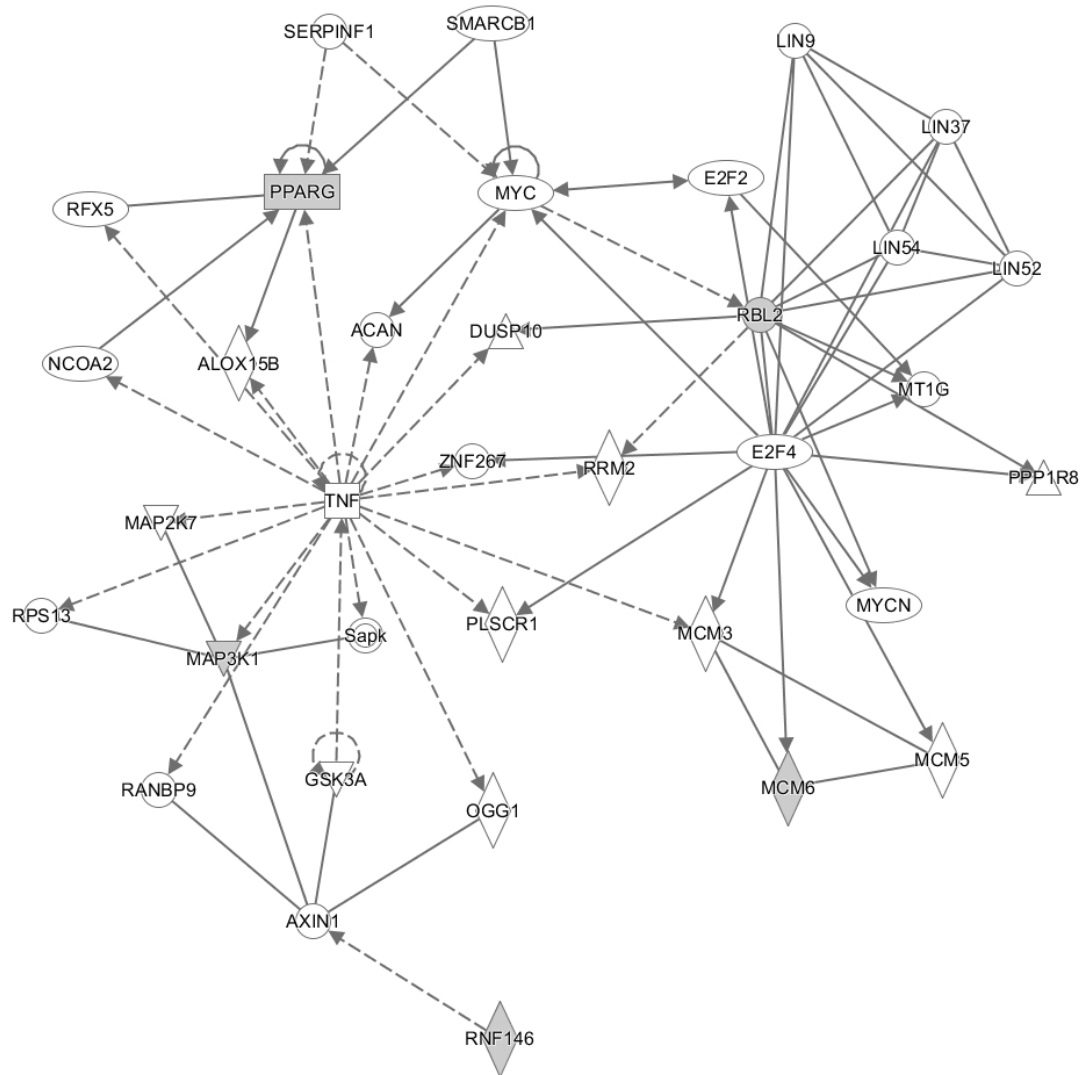 SERPINF1
SMARCB1
LIN9
LIN37
PPARG
MYC
E2F2
RFX5
LIN54
LIN52
RBL2
ACAN
DUSP10
NCOA2
ALOX15B
MT1G
ZNF267
RRM2
E2F4
PPP1R8
TNF
MAP2K7
RPS13
MAP3K1
Sapk
PLSCR1
MCM3
MYCN
RANBP9
GSK3A
OGG1
MCM6
MCM5
AXIN1
RNF146